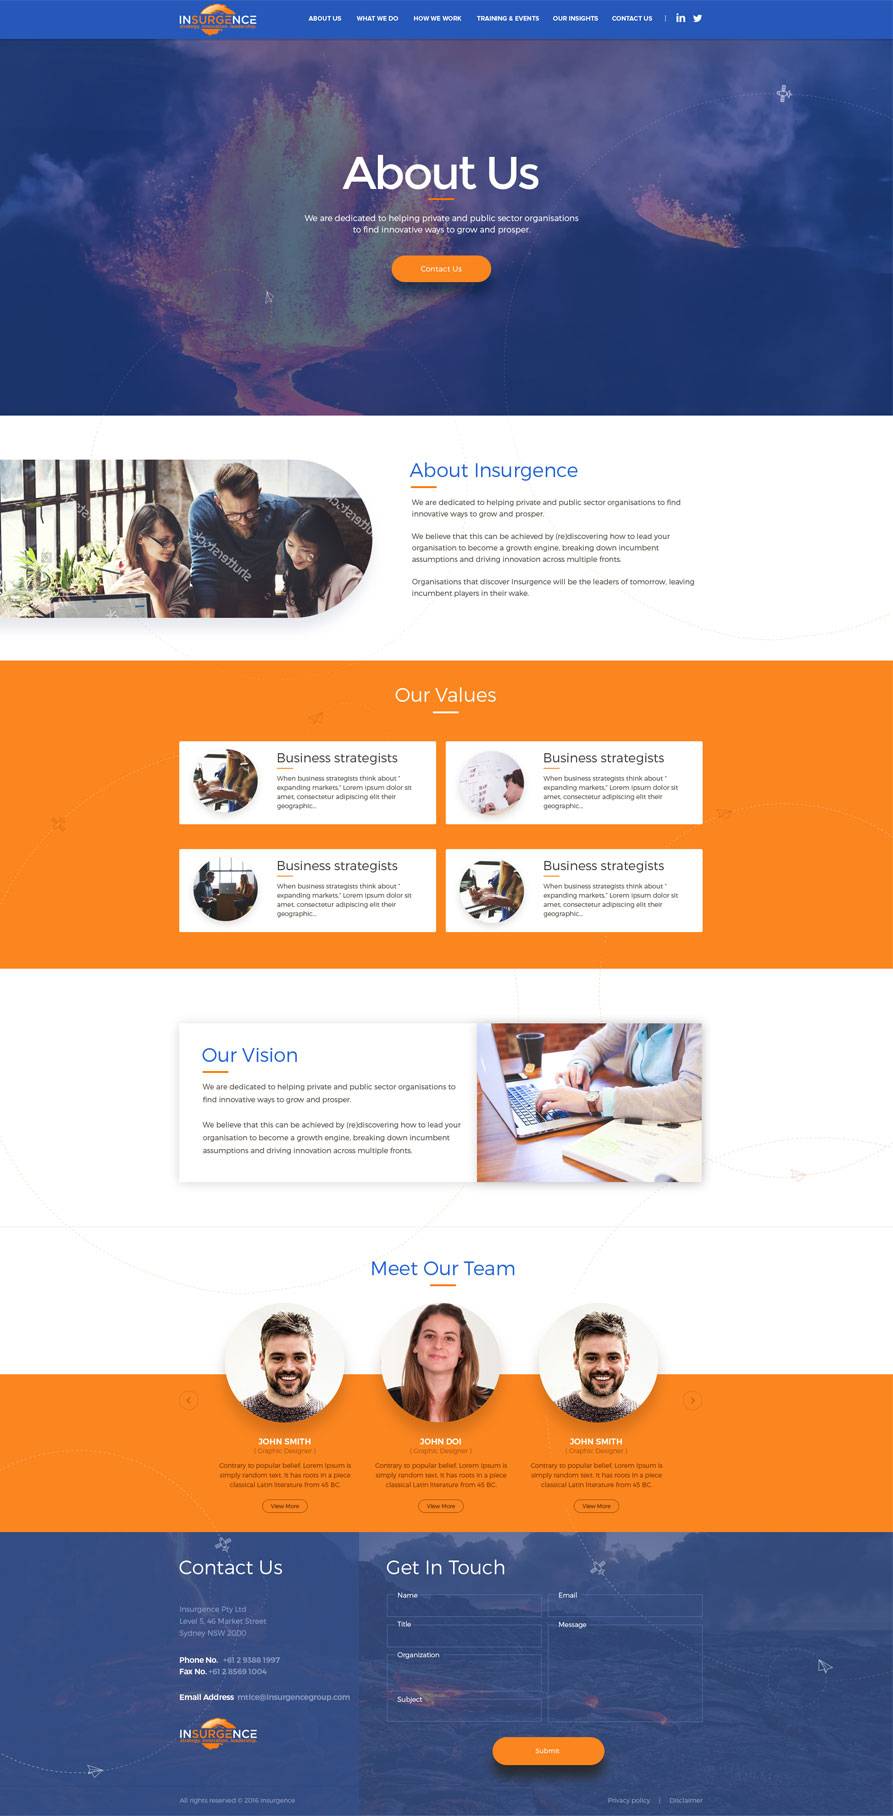 INSURGENCE
strategy. innovation. leadership.
ABOUT US
WHAT WE DO
HOW WE WORK
TRAINING & EVENTS
OUR INSIGHTS
CONTACT US
|
in
About Us
We are dedicated to helping private and public sector organisations
to find innovative ways to grow and prosper.
Contact Us
shutterstock
About Insurgence
We are dedicated to helping private and public sector organisations to find
innovative ways to grow and prosper.
We believe that this can be achieved by (re)discovering how to lead your
organisation to become a growth engine, breaking down incumbent
assumptions and driving innovation across multiple fronts.
Organisations that discover Insurgence will be the leaders of tomorrow, leaving
incumbent players in their wake.
Our Values
Business strategists
When business strategists think about "
expanding markets," Lorem ipsum dolor sit
amet, consectetur adipiscing elit their
geographic...
Business strategists
When business strategists think about "
expanding markets," Lorem ipsum dolor sit
amet, consectetur adipiscing elit their
geographic...
Business strategists
When business strategists think about "
expanding markets," Lorem ipsum dolor sit
amet, consectetur adipiscing elit their
geographic...
Business strategists
When business strategists think about "
expanding markets," Lorem ipsum dolor sit
amet, consectetur adipiscing elit their
geographic...
Our Vision
We are dedicated to helping private and public sector organisations to
find innovative ways to grow and prosper.
We believe that this can be achieved by (re)discovering how to lead your
organisation to become a growth engine, breaking down incumbent
assumptions and driving innovation across multiple fronts.
Meet Our Team
JOHN SMITH
( Graphic Designer )
Contrary to popular belief, Lorem Ipsum is
simply random text. It has roots in a piece
classical Latin literature from 45 BC.
View More
JOHN DOI
( Graphic Designer )
Contrary to popular belief, Lorem Ipsum is
simply random text. It has roots in a piece
classical Latin literature from 45 BC.
View More
JOHN SMITH
( Graphic Designer )
Contrary to popular belief, Lorem Ipsum is
simply random text. It has roots in a piece
classical Latin literature from 45 BC.
View More
Contact Us
Insurgence Pty Ltd
Level 5, 46 Market Street
Sydney NSW 2000
Phone No. +61 2 9388 1997
Fax No. +61 2 8569 1004
Email Address mtice@insurgencegroup.com
INSURGENCE
strategy. innovation. leadership.
Get In Touch
Name
Email
Title
Message
Organization
Subject
Submit
All rights reserved © 2016 insurgence
Privacy policy | Disclaimer